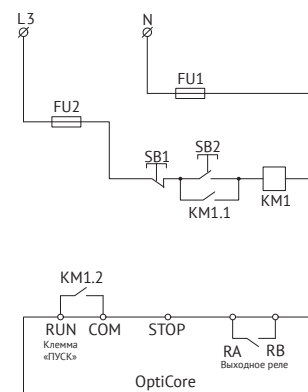 L3 N
FU1
FU2
SB1 SB2
KM1.1 KM1
KM1.2
RUN COM STOP RA RB
Клемма «ПУСК»
Выходное реле
OptiCore